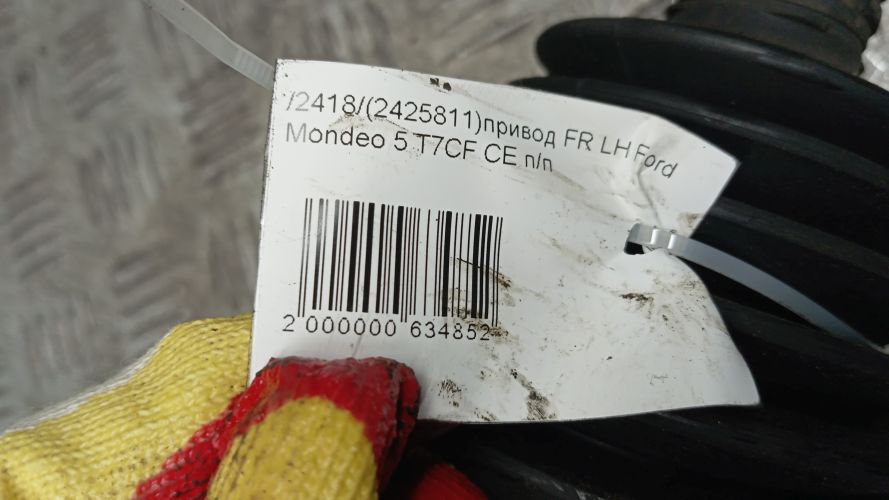 /2418/(2425811)привод FR LH Ford
Mondeo 5 T7CF CE п/п
2 000000 634852